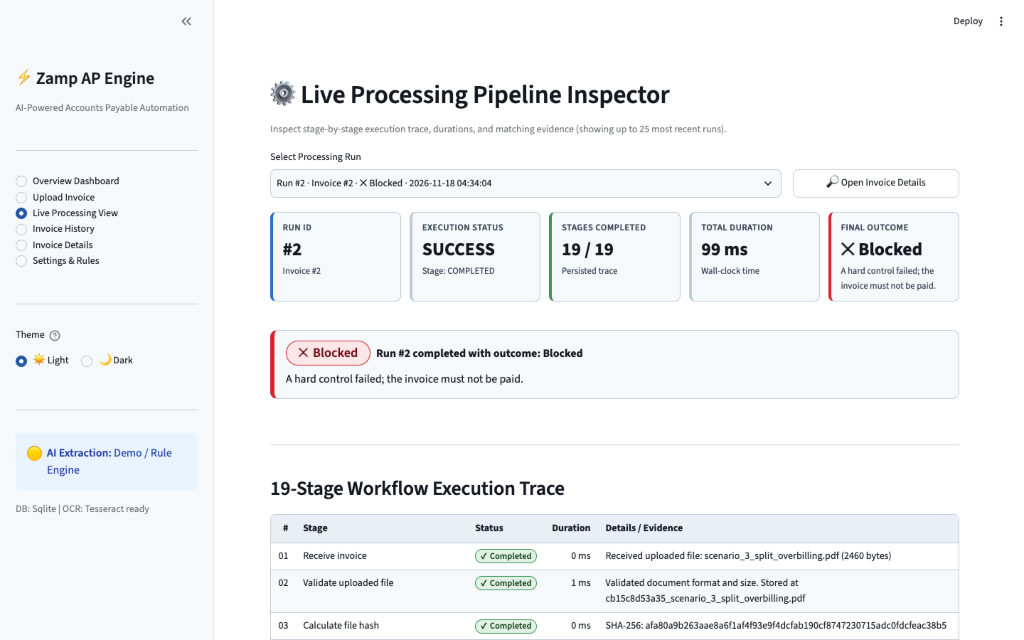 Deploy
⚡ Zamp AP Engine
AI-Powered Accounts Payable Automation
Overview Dashboard
Upload Invoice
Live Processing View
Invoice History
Invoice Details
Settings & Rules
Theme
☀️ Light
🌙 Dark
🟡 AI Extraction: Demo / Rule
Engine
DB: Sqlite | OCR: Tesseract ready
⚙️ Live Processing Pipeline Inspector
Inspect stage-by-stage execution trace, durations, and matching evidence (showing up to 25 most recent runs).
Select Processing Run
Run #2 · Invoice #2 · ✕ Blocked · 2026-11-18 04:34:04
🔎 Open Invoice Details
RUN ID
#2
Invoice #2
EXECUTION STATUS
SUCCESS
Stage: COMPLETED
STAGES COMPLETED
19 / 19
Persisted trace
TOTAL DURATION
99 ms
Wall-clock time
FINAL OUTCOME
✕ Blocked
A hard control failed; the
invoice must not be paid.
✕ Blocked Run #2 completed with outcome: Blocked
A hard control failed; the invoice must not be paid.
19-Stage Workflow Execution Trace
# Stage Status Duration Details / Evidence
01 Receive invoice ✓ Completed 0 ms Received uploaded file: scenario_3_split_overbilling.pdf (2460 bytes)
02 Validate uploaded file ✓ Completed 1 ms Validated document format and size. Stored at
cb15c8d53a35_scenario_3_split_overbilling.pdf
03 Calculate file hash ✓ Completed 0 ms SHA-256: afa80a9b263aae8a6f1af4f93e9f4dcfab190cf8747230715adc0fdcfeac38b5